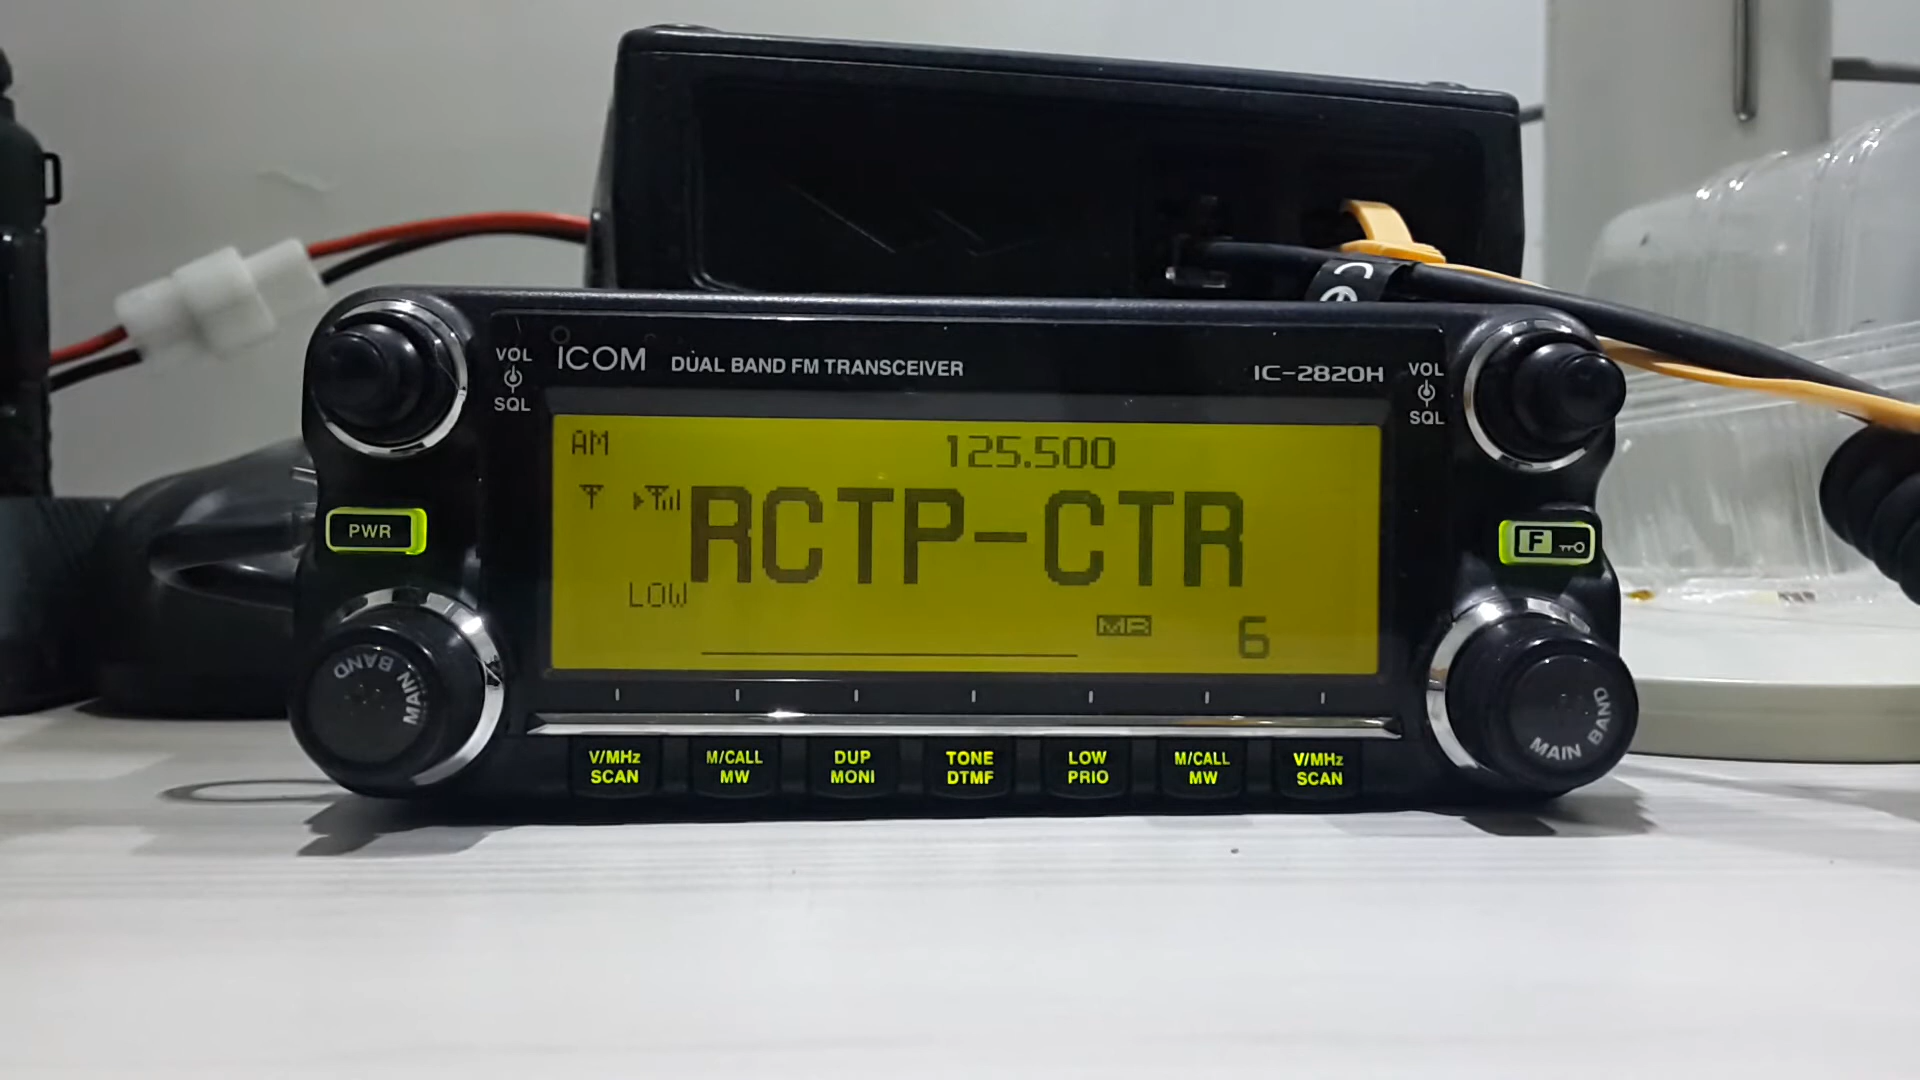 CE
VOL
SQL
ICOM DUAL BAND FM TRANSCEIVER IC-2820H
VOL
SQL
AM 125.500
RCTP-CTR
LOW
MR 6
PWR
F
MAIN BAND
MAIN BAND
V/MHz
SCAN
M/CALL
MW
DUP
MONI
TONE
DTMF
LOW
PRIO
M/CALL
MW
V/MHz
SCAN